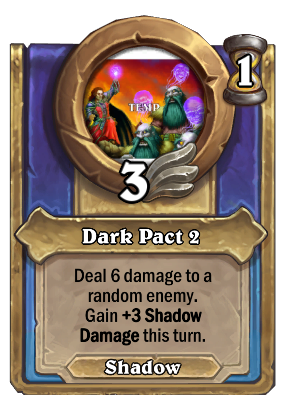 1
TEMP
3
Dark Pact 2
Deal 6 damage to a
random enemy.
Gain +3 Shadow
Damage this turn.
Shadow